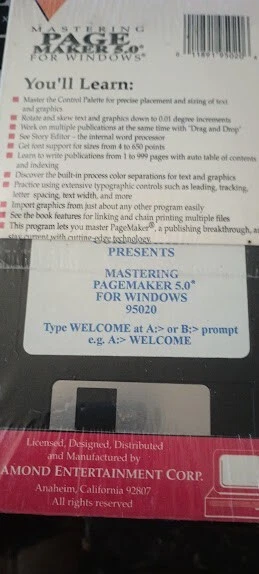 MASTERING
PAGE
MAKER 5.0®
FOR WINDOWS®
0 11891 95020 4
You'll Learn:
Master the Control Palette for precise placement and sizing of text
and graphics
Rotate and skew text and graphics down to 0.01 degree increments
Work on multiple publications at the same time with "Drag and Drop"
See Story Editor – the internal word processor
Get font support for sizes from 4 to 650 points
Learn to write publications from 1 to 999 pages with auto table of contents
and indexing
Discover the built-in process color separations for text and graphics
Practice using extensive typographic controls such as leading, tracking,
letter spacing, text width, and more
Import graphics from just about any other program easily
See the book features for linking and chain printing multiple files
This program lets you master PageMaker®, a publishing breakthrough, a
stay current with cutting-edge technology.
PRESENTS
MASTERING
PAGEMAKER 5.0®
FOR WINDOWS
95020
Type WELCOME at A:> or B:> prompt
e.g. A:> WELCOME
Licensed, Designed, Distributed
and Manufactured by
AMOND ENTERTAINMENT CORP.
Anaheim, California 92807
All rights reserved